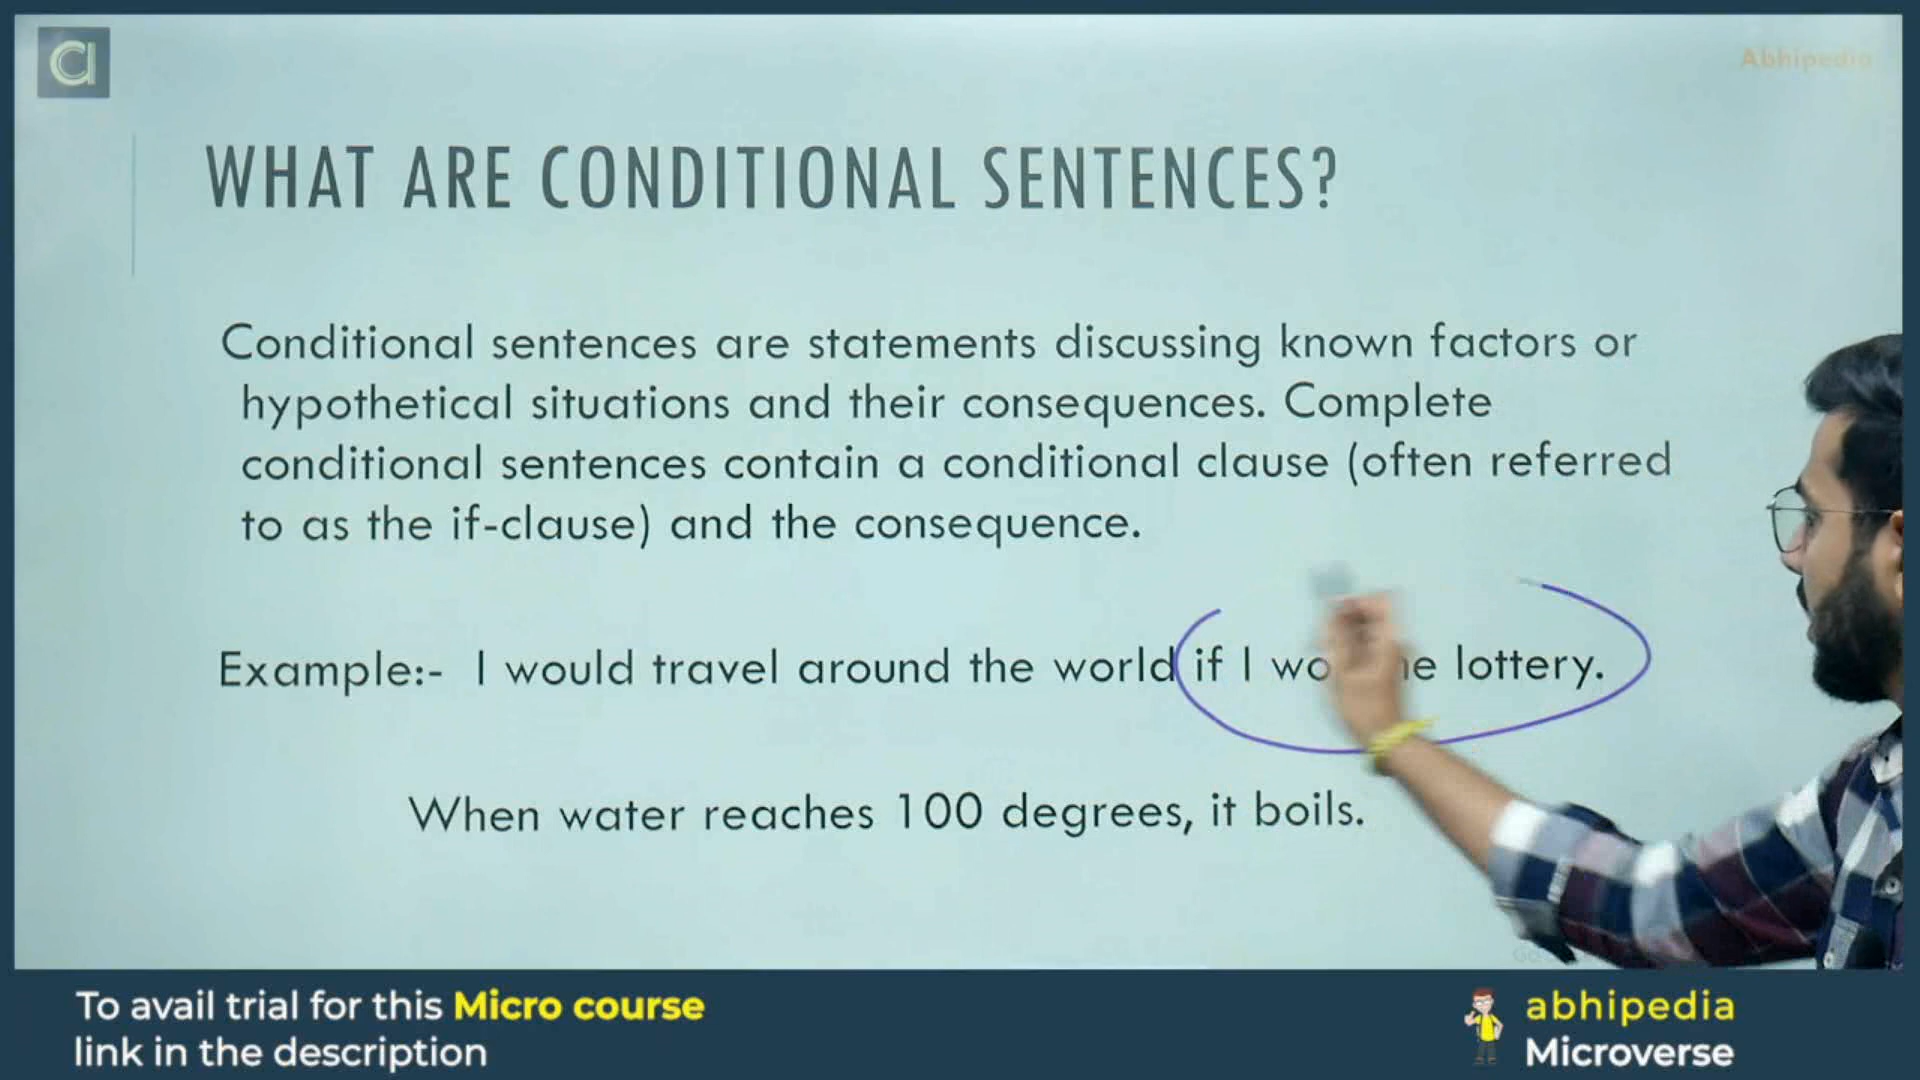 a
Abhipedia
WHAT ARE CONDITIONAL SENTENCES?
Conditional sentences are statements discussing known factors or
hypothetical situations and their consequences. Complete
conditional sentences contain a conditional clause (often referred
to as the if-clause) and the consequence.
Example:- I would travel around the world if I lottery.
When water reaches 100 degrees, it boils.
To avail trial for this Micro course
link in the description
abhipedia
Microverse